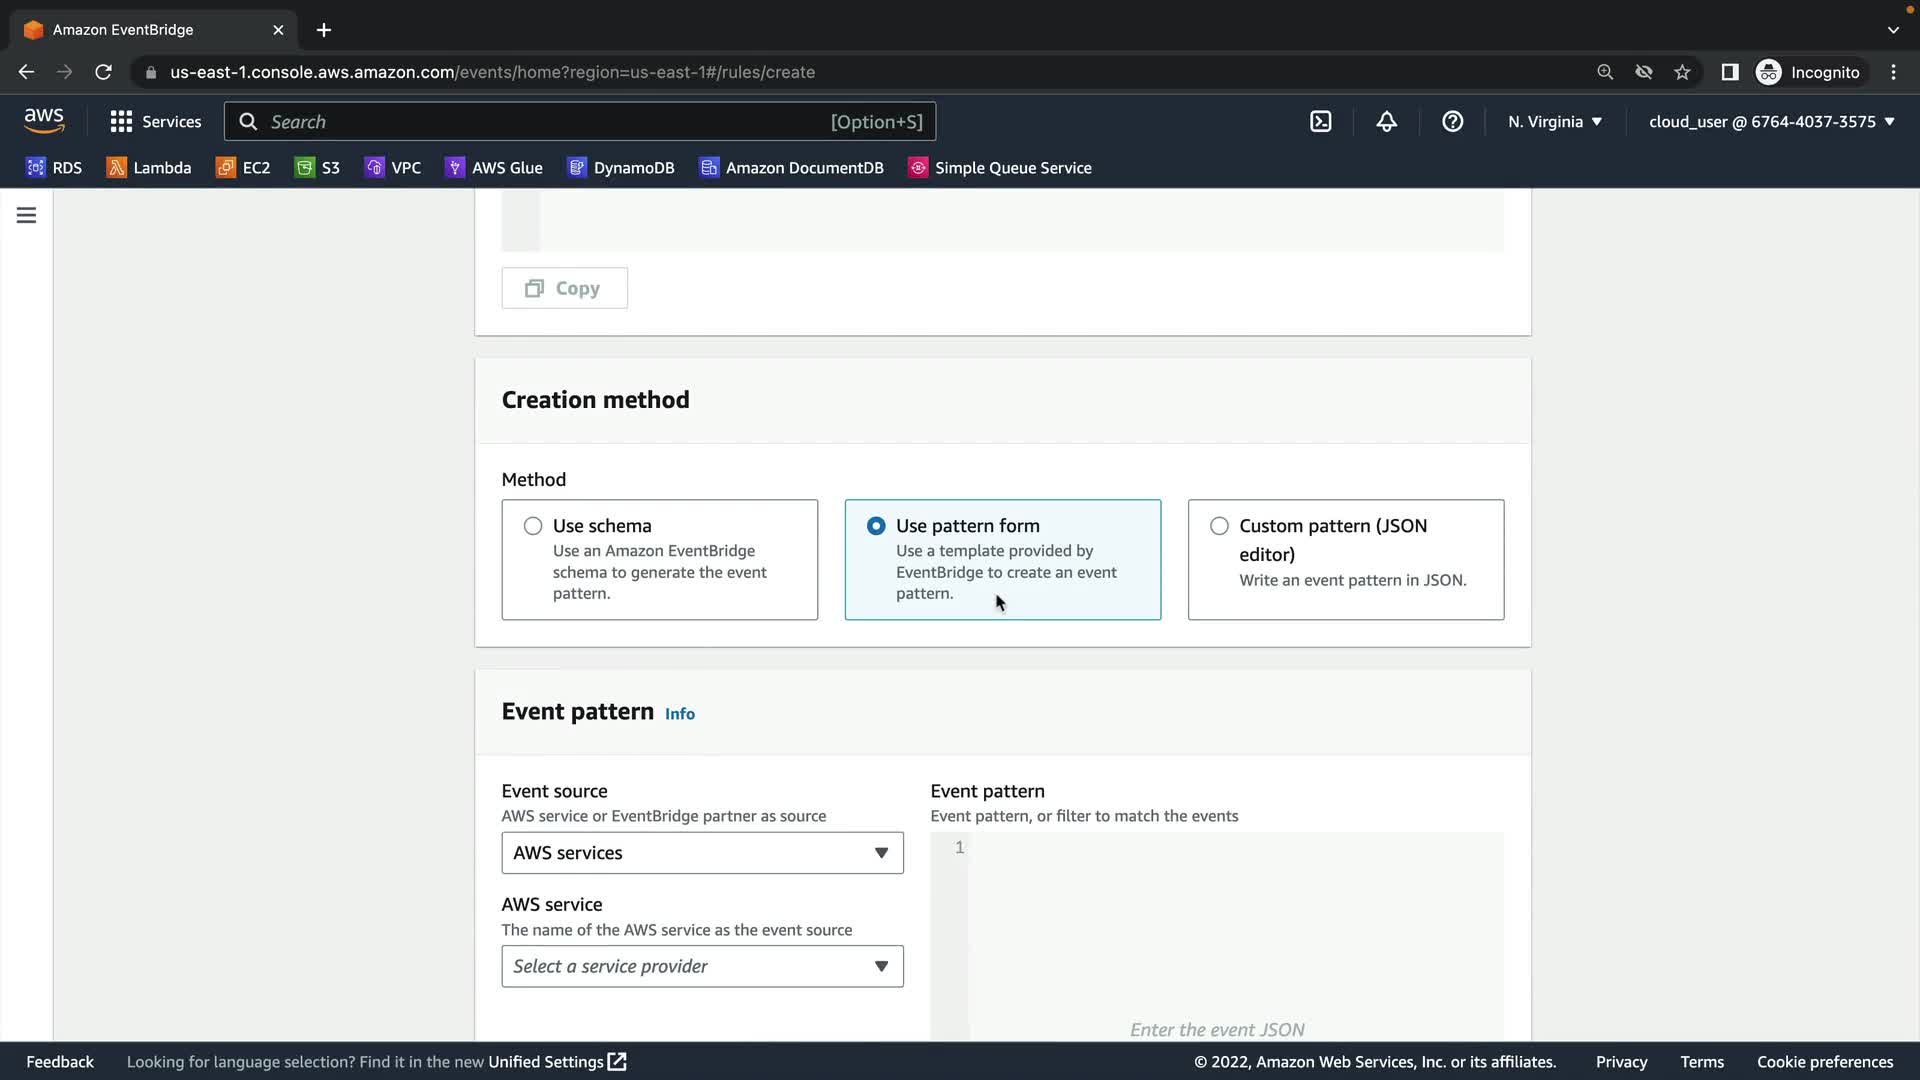 Amazon EventBridge
us-east-1.console.aws.amazon.com/events/home?region=us-east-1#/rules/create
Incognito
aws
Services
Search
[Option+S]
N. Virginia
cloud_user @ 6764-4037-3575
RDS
Lambda
EC2
S3
VPC
AWS Glue
DynamoDB
Amazon DocumentDB
Simple Queue Service
Copy
Creation method
Method
Use schema
Use an Amazon EventBridge
schema to generate the event
pattern.
Use pattern form
Use a template provided by
EventBridge to create an event
pattern.
Custom pattern (JSON
editor)
Write an event pattern in JSON.
Event pattern Info
Event source
AWS service or EventBridge partner as source
AWS services
AWS service
The name of the AWS service as the event source
Select a service provider
Event pattern
Event pattern, or filter to match the events
1
Enter the event JSON
Feedback
Looking for language selection? Find it in the new Unified Settings
© 2022, Amazon Web Services, Inc. or its affiliates.
Privacy
Terms
Cookie preferences